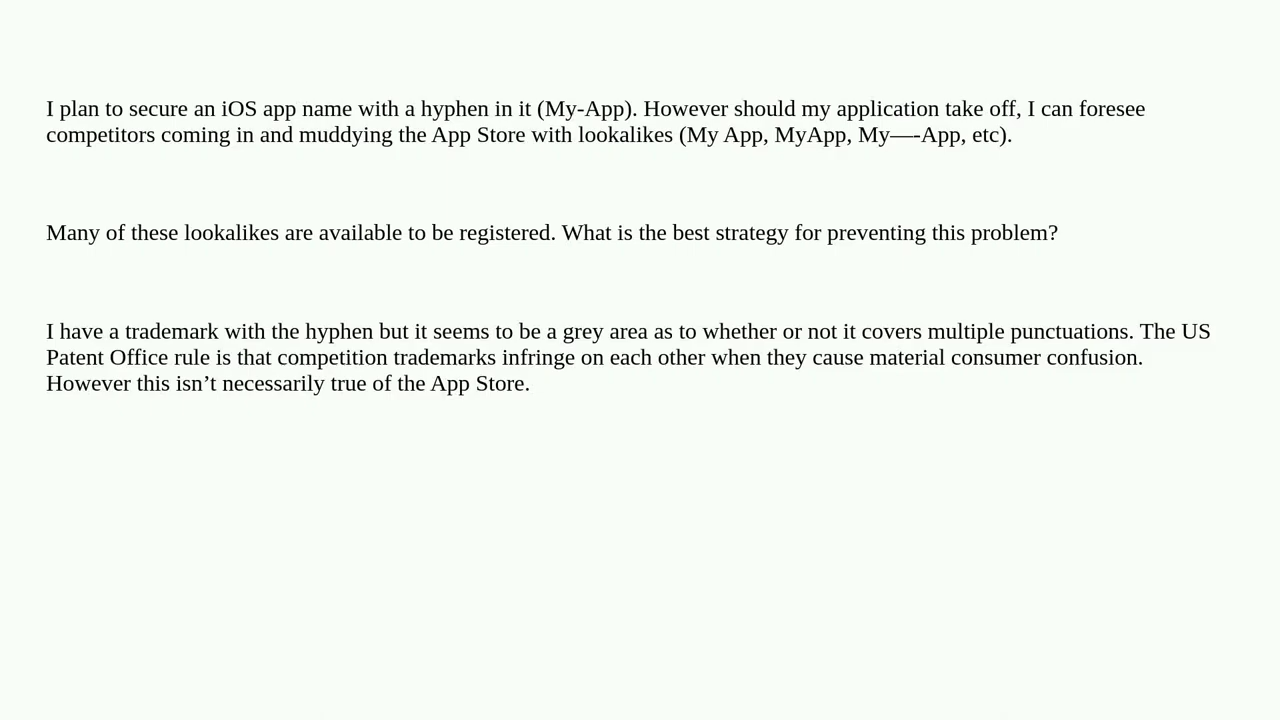 I plan to secure an iOS app name with a hyphen in it (My-App). However should my application take off, I can foresee
competitors coming in and muddying the App Store with lookalikes (My App, MyApp, My—-App, etc).
Many of these lookalikes are available to be registered. What is the best strategy for preventing this problem?
I have a trademark with the hyphen but it seems to be a grey area as to whether or not it covers multiple punctuations. The US
Patent Office rule is that competition trademarks infringe on each other when they cause material consumer confusion.
However this isn’t necessarily true of the App Store.